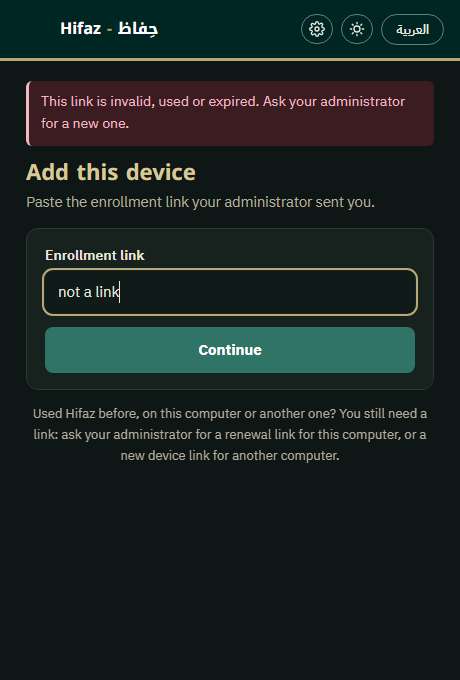 Hifaz - حِفاظ
العربية
This link is invalid, used or expired. Ask your administrator
for a new one.
Add this device
Paste the enrollment link your administrator sent you.
Enrollment link
not a link
Continue
Used Hifaz before, on this computer or another one? You still need a
link: ask your administrator for a renewal link for this computer, or a
new device link for another computer.